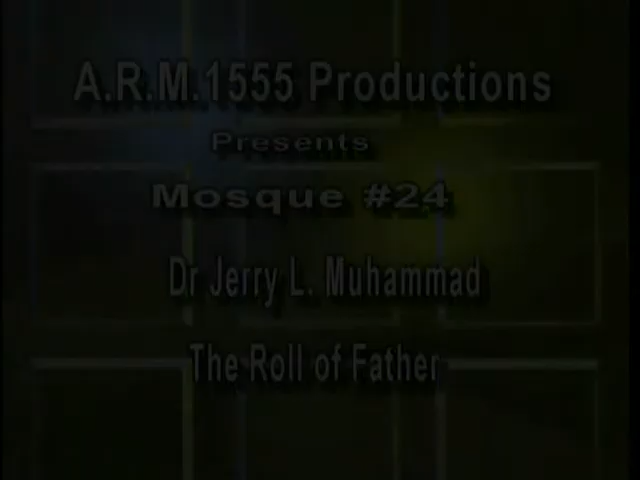 A.R.M.1555 Productions
Presents
Mosque #24
Dr Jerry L. Muhammad
The Roll of Father